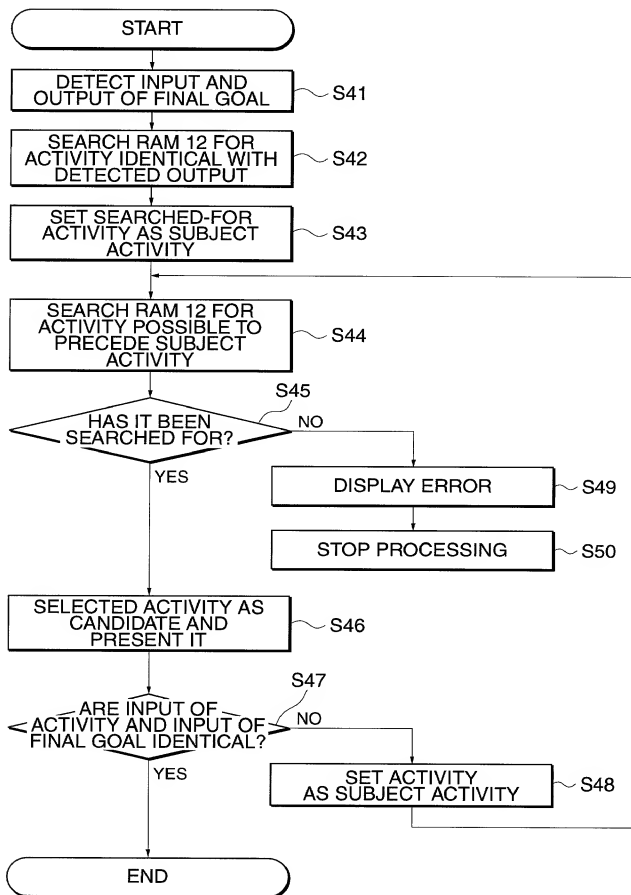 START
DETECT INPUT AND
OUTPUT OF FINAL GOAL
S41
SEARCH RAM 12 FOR
ACTIVITY IDENTICAL WITH
DETECTED OUTPUT
S42
SET SEARCHED-FOR
ACTIVITY AS SUBJECT
ACTIVITY
S43
SEARCH RAM 12 FOR
ACTIVITY POSSIBLE TO
PRECEDE SUBJECT
ACTIVITY
S44
S45
HAS IT BEEN
SEARCHED FOR?
NO
YES
DISPLAY ERROR
S49
STOP PROCESSING
S50
SELECTED ACTIVITY AS
CANDIDATE AND
PRESENT IT
S46
S47
ARE INPUT OF
ACTIVITY AND INPUT OF
FINAL GOAL IDENTICAL?
NO
YES
SET ACTIVITY
AS SUBJECT ACTIVITY
S48
END